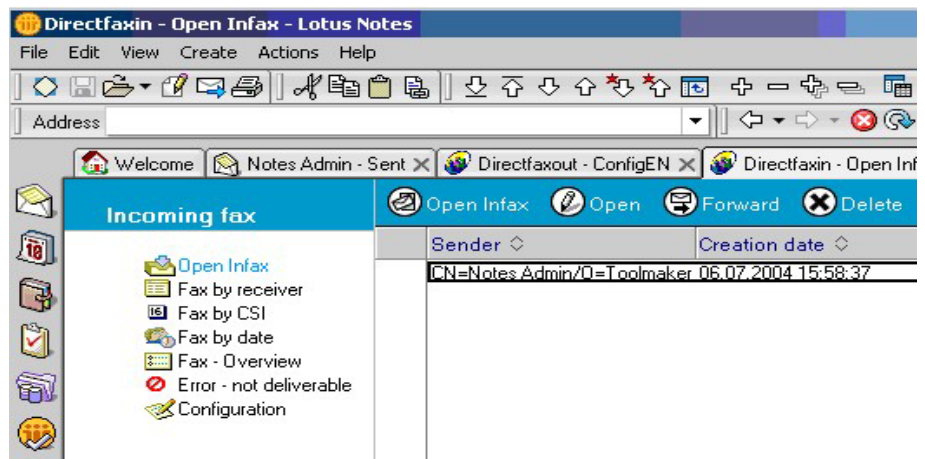 Directfaxin - Open Infax - Lotus Notes
File Edit View Create Actions Help
Address
Welcome Notes Admin - Sent Directfaxout - ConfigEN Directfaxin - Open Inf
Incoming fax
Open Infax Open Forward Delete
Sender Creation date
CN=Notes Admin/O=Toolmaker 06.07.2004 15:58:37
Open Infax
Fax by receiver
16 Fax by CSI
Fax by date
Fax - Overview
Error - not deliverable
Configuration
18